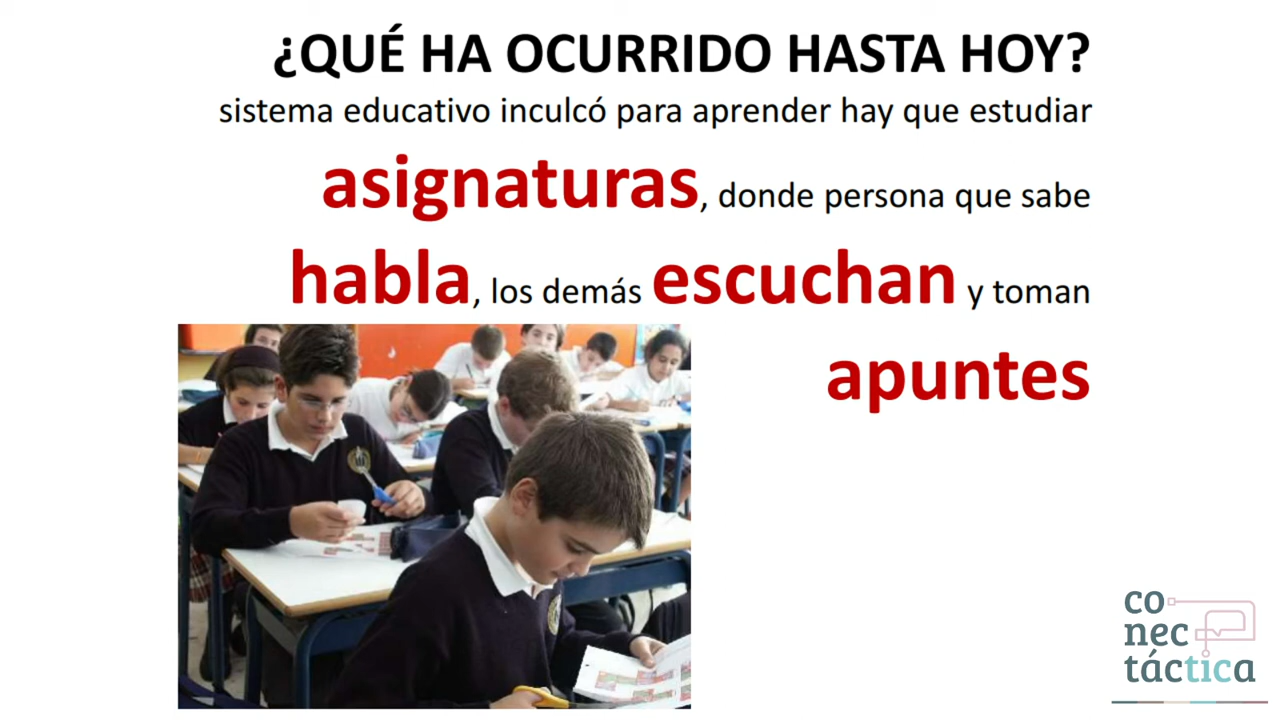 ¿QUÉ HA OCURRIDO HASTA HOY?
sistema educativo inculcó para aprender hay que estudiar
asignaturas, donde persona que sabe
habla, los demás escuchan y toman
apuntes
co
nec
táctica